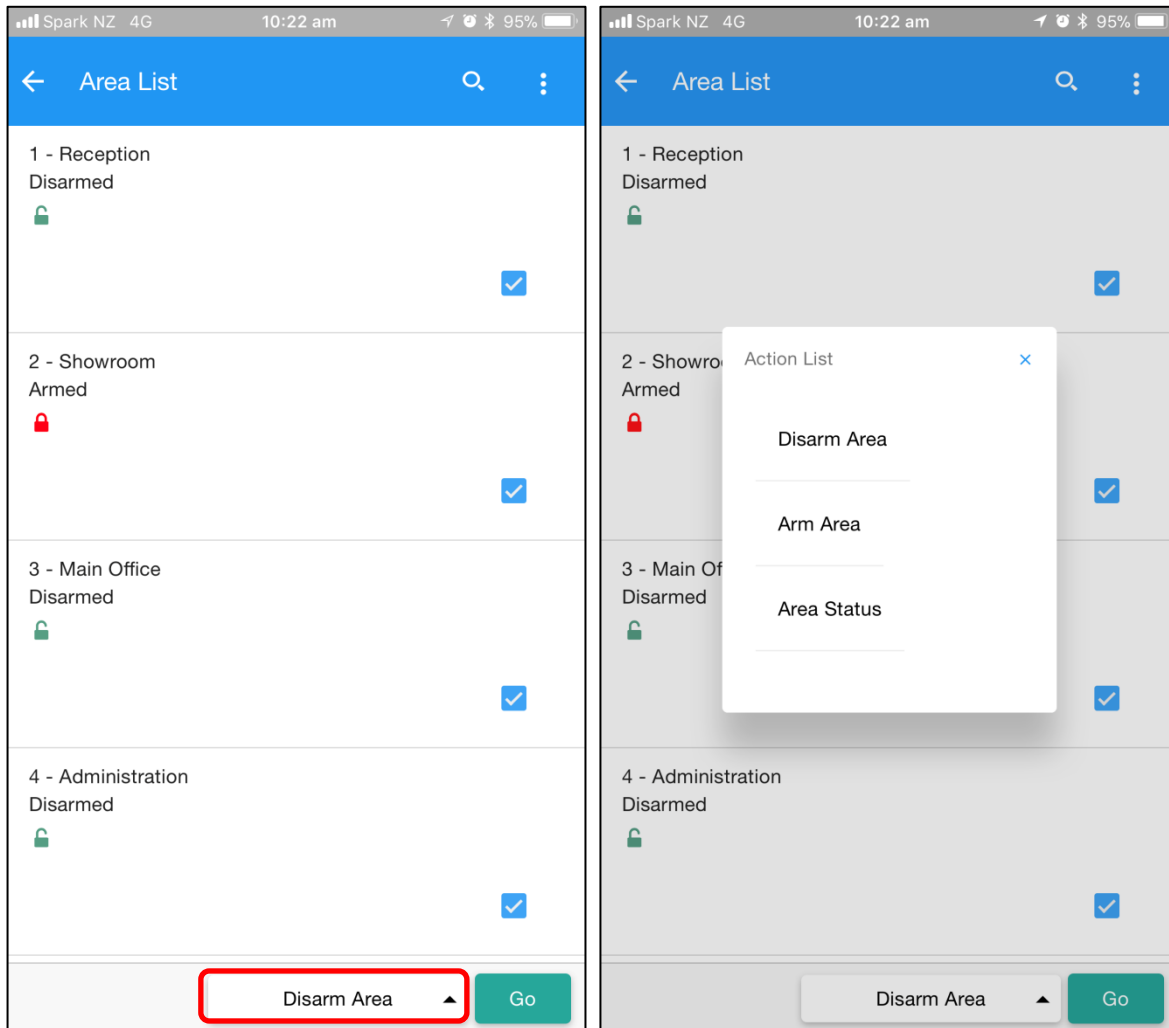 Spark NZ 4G 10:22 am 95%
Area List
1 - Reception
Disarmed
2 - Showroom
Armed
3 - Main Office
Disarmed
4 - Administration
Disarmed
Disarm Area Go
Spark NZ 4G 10:22 am 95%
Area List
1 - Reception
Disarmed
2 - Showro
Armed
3 - Main Of
Disarmed
4 - Administration
Disarmed
Action List
Disarm Area
Arm Area
Area Status
Disarm Area Go